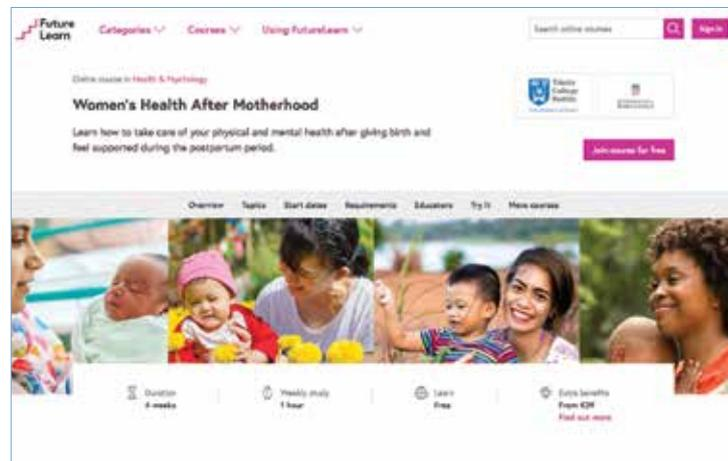 Future
Learn
Categories
Courses
Using FutureLearn
Search online courses
Sign in
Online course in Health & Psychology
Women's Health After Motherhood
Learn how to take care of your physical and mental health after giving birth and
feel supported during the postpartum period.
Trinity
College
Dublin
Join course for free
Overview Topics Start dates Requirements Educators Try It More courses
Duration
4 weeks
Weekly study
1 hour
Learn
Free
Extra benefits
From €39
Find out more